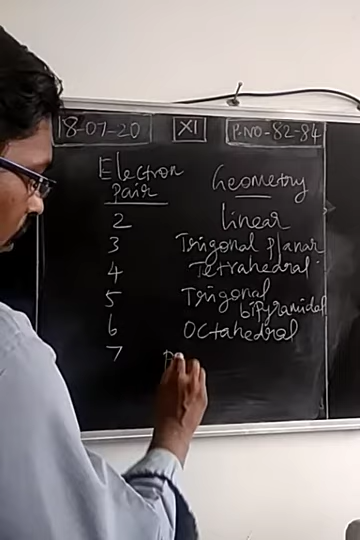 18-07-20 XI P.NO-82-84
Electron Pair Geometry
2 linear
3 Trigonal planar
4 Tetrahedral
5 Trigonal bipyramidal
6 Octahedral
7 P